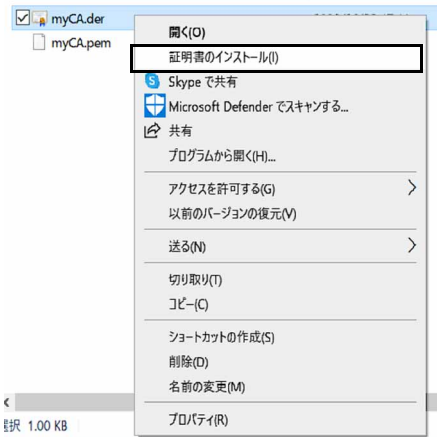 myCA.der
myCA.pem
開く(O)
証明書のインストール(I)
Skype で共有
Microsoft Defender でスキャンする...
共有
プログラムから開く(H)...
アクセスを許可する(G)
以前のバージョンの復元(V)
送る(N)
切り取り(T)
コピー(C)
ショートカットの作成(S)
削除(D)
名前の変更(M)
プロパティ(R)
選択 1.00 KB